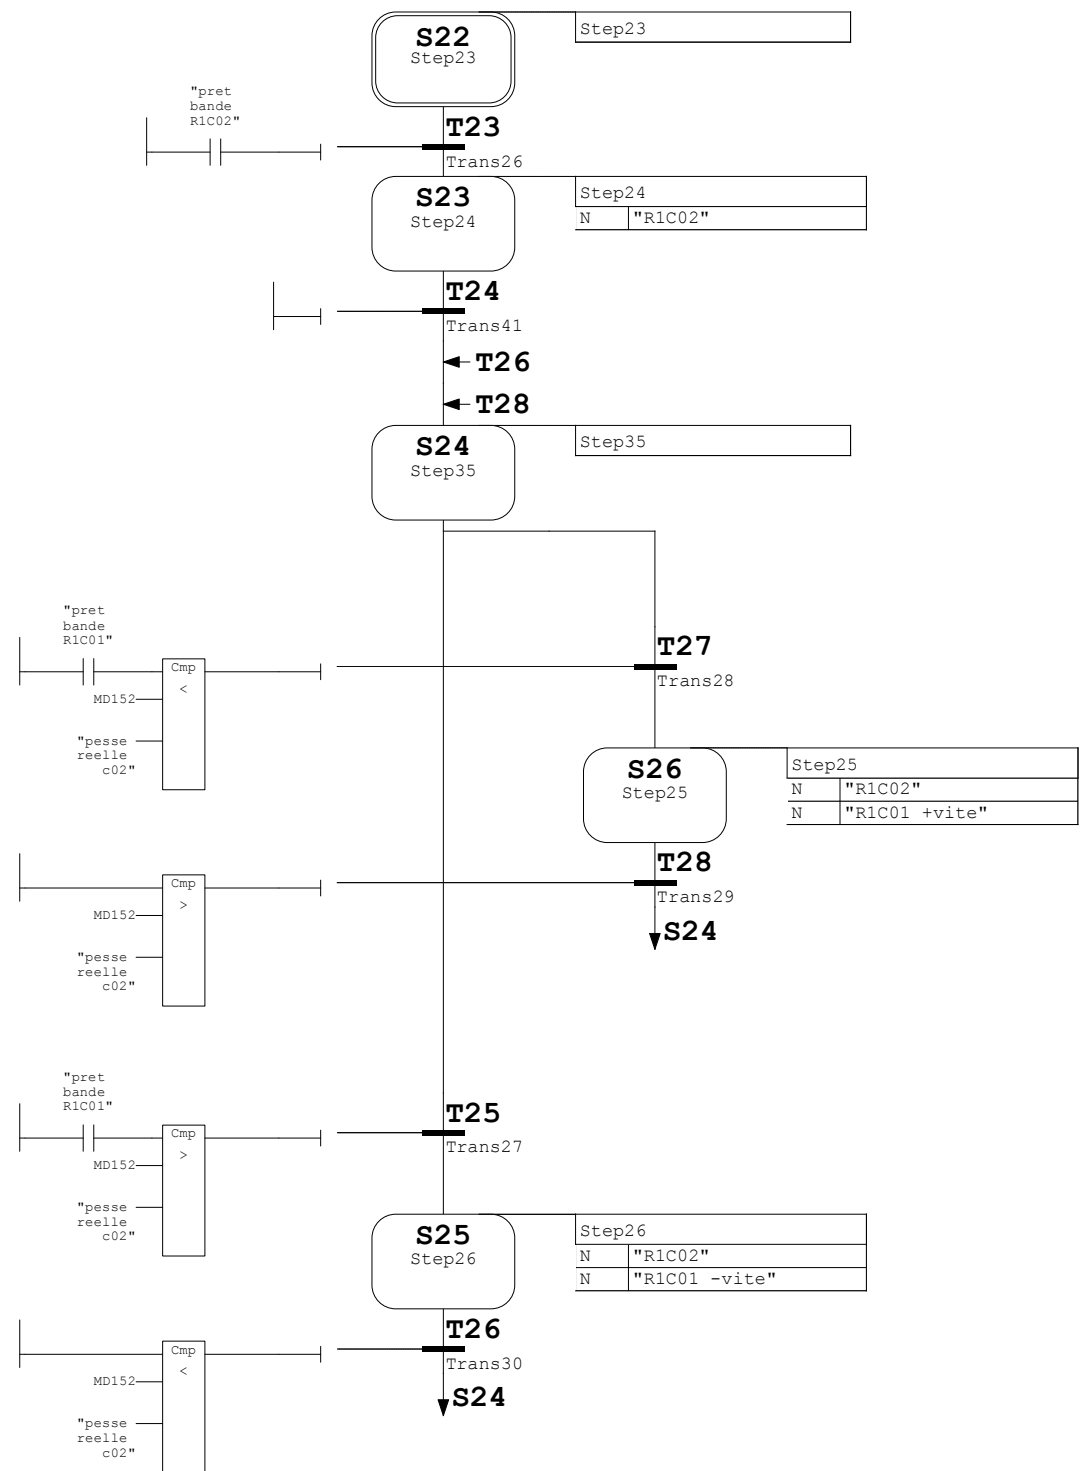 S22
Step23
Step23
"pret
bande
R1C02"
T23
Trans26
S23
Step24
Step24
N "R1C02"
T24
Trans41
T26
T28
S24
Step35
Step35
"pret
bande
R1C01"
Cmp
<
MD152
"pesse
reelle
c02"
T27
Trans28
S26
Step25
Step25
N "R1C02"
N "R1C01 +vite"
Cmp
>
MD152
"pesse
reelle
c02"
T28
Trans29
S24
"pret
bande
R1C01"
Cmp
>
MD152
"pesse
reelle
c02"
T25
Trans27
S25
Step26
Step26
N "R1C02"
N "R1C01 -vite"
Cmp
<
MD152
"pesse
reelle
c02"
T26
Trans30
S24